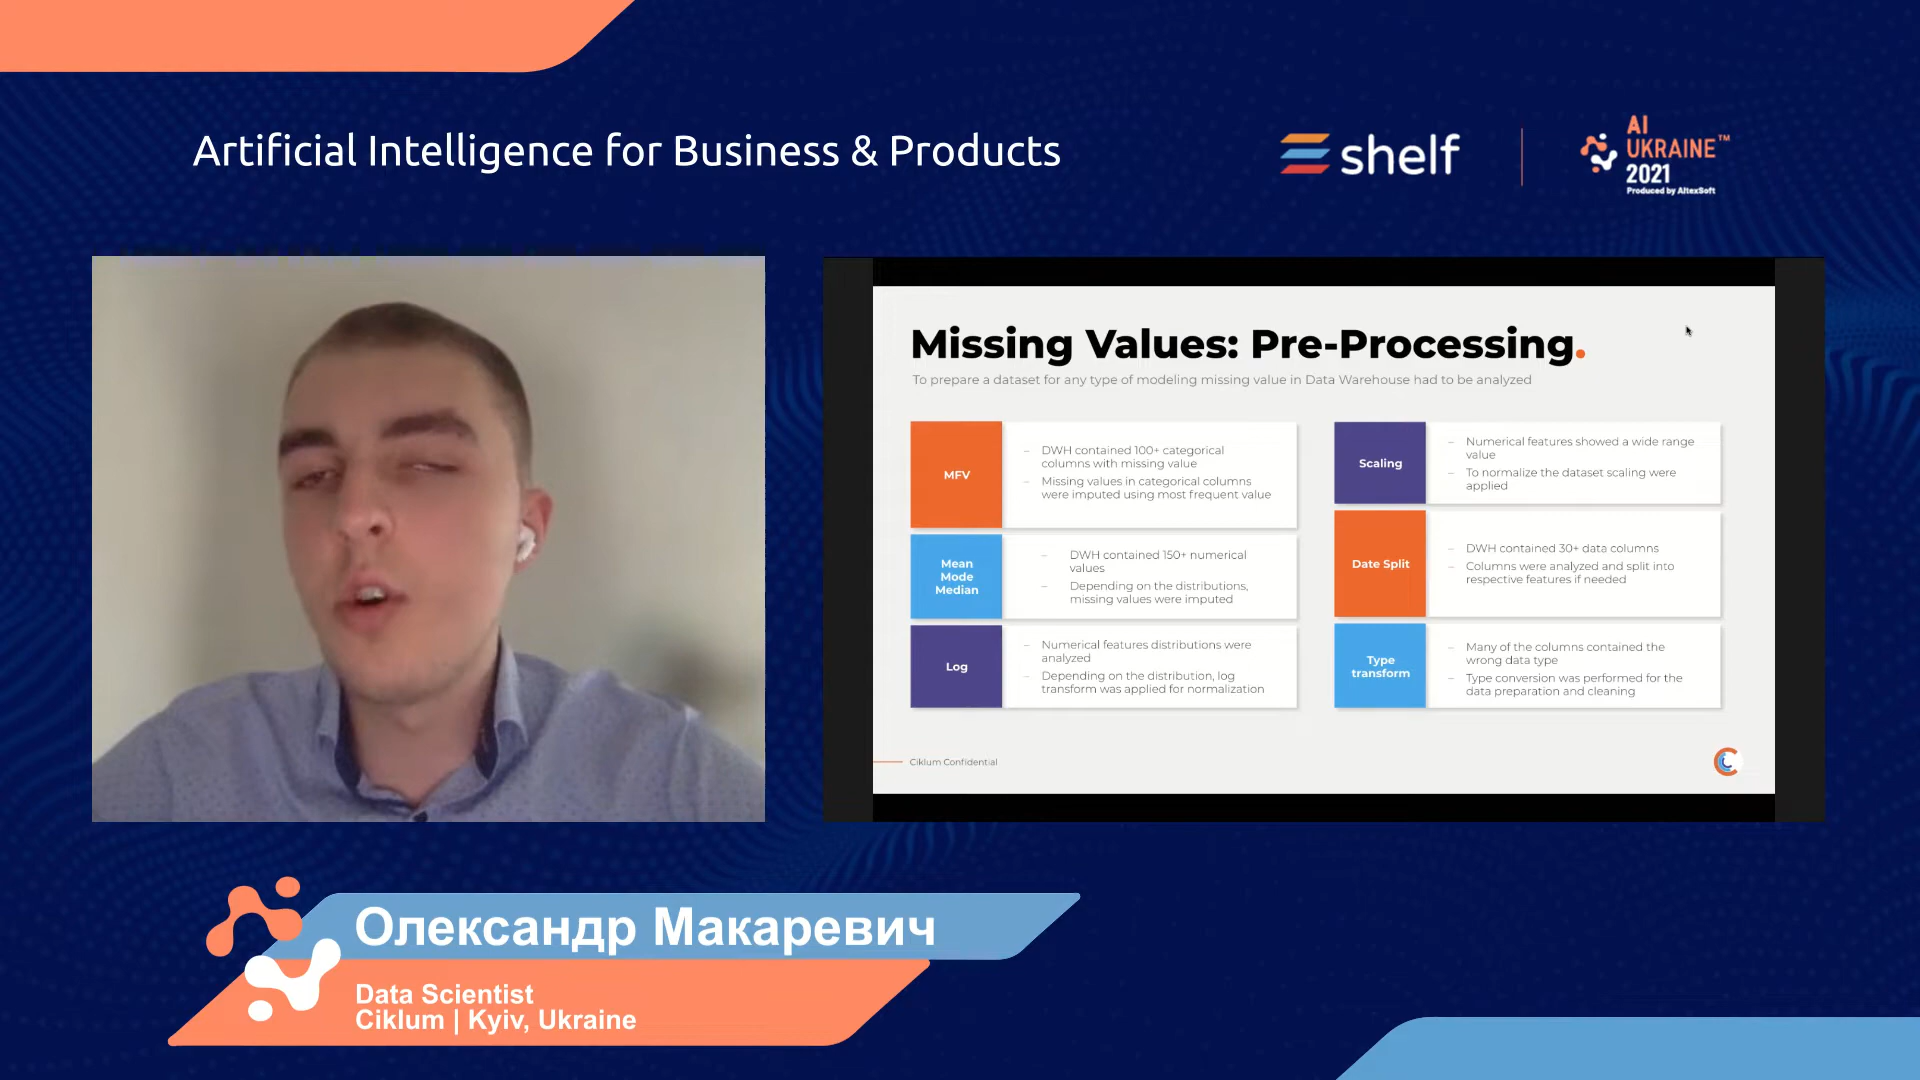 Artificial Intelligence for Business & Products
shelf
AI
UKRAINE™
2021
Produced by AltexSoft
Missing Values: Pre-Processing.
To prepare a dataset for any type of modeling missing value in Data Warehouse had to be analyzed
MFV
– DWH contained 100+ categorical
columns with missing value
– Missing values in categorical columns
were imputed using most frequent value
Mean
Mode
Median
– DWH contained 150+ numerical
values
– Depending on the distributions,
missing values were imputed
Log
– Numerical features distributions were
analyzed
– Depending on the distribution, log
transform was applied for normalization
Scaling
– Numerical features showed a wide range
value
– To normalize the dataset scaling were
applied
Date Split
– DWH contained 30+ data columns
– Columns were analyzed and split into
respective features if needed
Type
transform
– Many of the columns contained the
wrong data type
– Type conversion was performed for the
data preparation and cleaning
Ciklum Confidential
Олександр Макаревич
Data Scientist
Ciklum | Kyiv, Ukraine